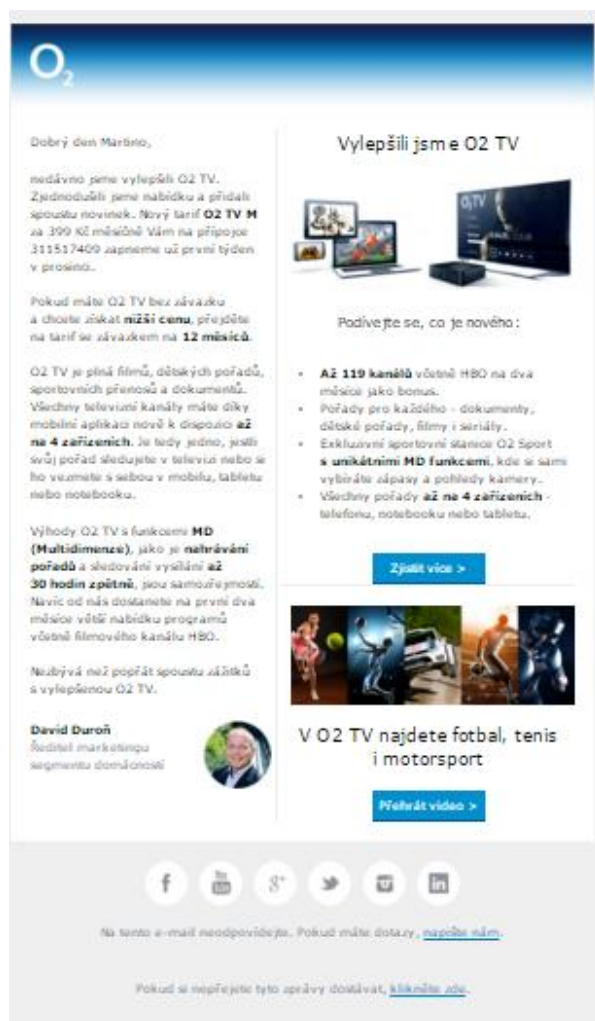 O2
Dobrý den Martino,
nedávno jsme vylepšili O2 TV.
Zjednodušili jsme nabídku a přidali
spoustu novinek. Nový tarif O2 TV M
za 399 Kč měsíčně Vám na přípojce
311517409 zapneme už první týden
v prosinci.
Pokud máte O2 TV bez závazku
a chcete získat nižší cenu, přejděte
na tarif se závazkem na 12 měsíců.
O2 TV je plná filmů, dětských pořadů,
sportovních přenosů a dokumentů.
Všechny televizní kanály máte díky
mobilní aplikaci nově k dispozici až
na 4 zařízeních. Je tedy jedno, jestli
svůj pořad sledujete v televizi nebo se
ho vezmete s sebou v mobilu, tabletu
nebo notebooku.
Výhody O2 TV s funkcemi MD
(Multidimenze), jako je nahrávání
pořadů a sledování vysílání až
30 hodin zpětně, jsou samozřejmostí.
Navíc od nás dostanete na první dva
měsíce větší nabídku programů
včetně filmového kanálu HBO.
Nezbývá než popřát spoustu zážitků
s vylepšenou O2 TV.
David Duroň
Ředitel marketingu
segmentu domácností
Vylepšili jsme O2 TV
O2 TV
Podívejte se, co je nového:
• Až 119 kanálů včetně HBO na dva
měsíce jako bonus.
• Pořady pro každého - dokumenty,
dětské pořady, filmy i seriály.
• Exkluzivní sportovní stanice O2 Sport
s unikátními MD funkcemi, kde si sami
vybíráte zápasy a pohledy kamery.
• Všechny pořady až na 4 zařízeních -
telefonu, notebooku nebo tabletu.
Zjistit více >
V O2 TV najdete fotbal, tenis
i motorsport
Přehrát video >
Na tento e-mail neodpovídejte. Pokud máte dotazy, napište nám.
Pokud si nepřejete tyto zprávy dostávat, klikněte zde.